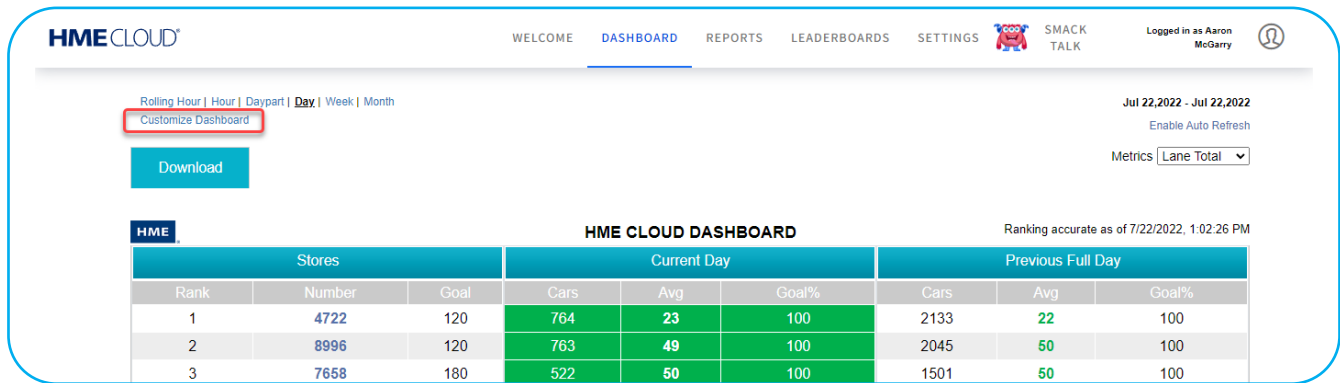 HME CLOUD®
WELCOME DASHBOARD REPORTS LEADERBOARDS SETTINGS SMACK TALK Logged in as Aaron McGarry
Rolling Hour | Hour | Daypart | Day | Week | Month
Jul 22,2022 - Jul 22,2022
Customize Dashboard
Enable Auto Refresh
Download
Metrics Lane Total
HME
HME CLOUD DASHBOARD
Ranking accurate as of 7/22/2022, 1:02:26 PM
Stores Current Day Previous Full Day
Rank Number Goal Cars Avg Goal% Cars Avg Goal%
1 4722 120 764 23 100 2133 22 100
2 8996 120 763 49 100 2045 50 100
3 7658 180 522 50 100 1501 50 100